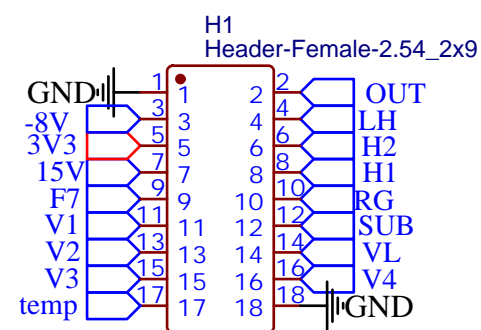 H1
Header-Female-2.54_2x9
GND 1 1 2 2 OUT
-8V 3 3 4 4 LH
3V3 5 5 6 6 H2
15V 7 7 8 8 H1
F7 9 9 10 10 RG
V1 11 11 12 12 SUB
V2 13 13 14 14 VL
V3 15 15 16 16 V4
temp 17 17 18 18 GND